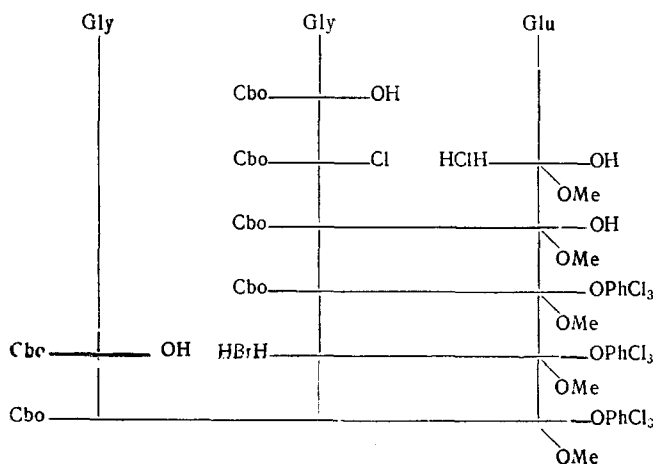 Gly Gly Glu
Cbo OH
Cbo Cl HClH OH
OMe
Cbo OH
OMe
Cbo OPhCl₃
OMe
Cbo OH HBrH OPhCl₃
OMe
Cbo OPhCl₃
OMe